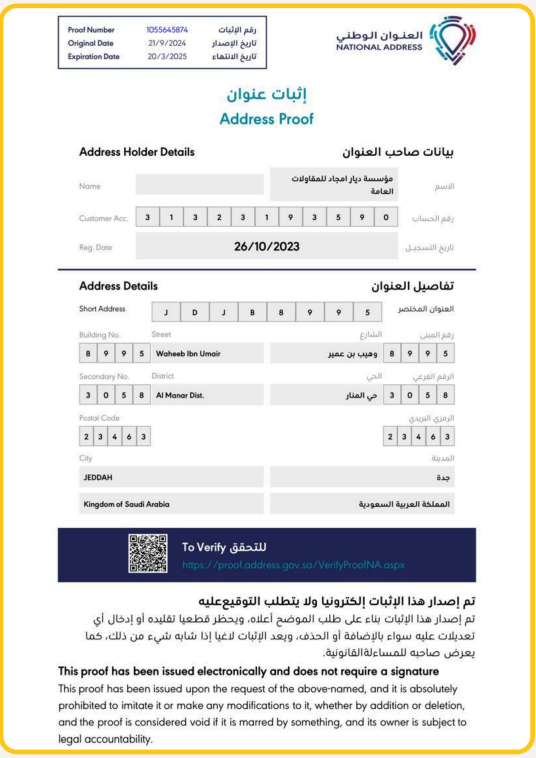 Proof Number 1055645874 رقم الإثبات
Original Date 21/9/2024 تاريخ الإصدار
Expiration Date 20/3/2025 تاريخ الانتهاء
العنوان الوطني
NATIONAL ADDRESS
إثبات عنوان
Address Proof
Address Holder Details بيانات صاحب العنوان
Name مؤسسة ديار امجاد للمقاولات العامة الاسم
Customer Acc. 3 1 3 2 3 1 9 3 5 9 0 رقم الحساب
Reg. Date 26/10/2023 تاريخ التسجيل
Address Details تفاصيل العنوان
Short Address J D J B 8 9 9 5 العنوان المختصر
Building No. Street الشارع رقم المبنى
8 9 9 5 Waheeb Ibn Umair وهيب بن عمير 8 9 9 5
Secondary No. District الحي الرقم الفرعي
3 0 5 8 Al Manar Dist. حي المنار 3 0 5 8
Postal Code الرمزي البريدي
2 3 4 6 3 2 3 4 6 3
City المدينة
JEDDAH جدة
Kingdom of Saudi Arabia المملكة العربية السعودية
To Verify للتحقق
https://proof.address.gov.sa/VerifyProofNA.aspx
تم إصدار هذا الإثبات إلكترونيا ولا يتطلب التوقيع‌عليه
تم إصدار هذا الإثبات بناء على طلب الموضح أعلاه، ويحظر قطعيا تقليده أو إدخال أي
تعديلات عليه سواء بالإضافة أو الحذف، ويعد الإثبات لاغيا إذا شابه شيء من ذلك، كما
يعرض صاحبه للمساءلة‌القانونية.
This proof has been issued electronically and does not require a signature
This proof has been issued upon the request of the above-named, and it is absolutely
prohibited to imitate it or make any modifications to it, whether by addition or deletion,
and the proof is considered void if it is marred by something, and its owner is subject to
legal accountability.